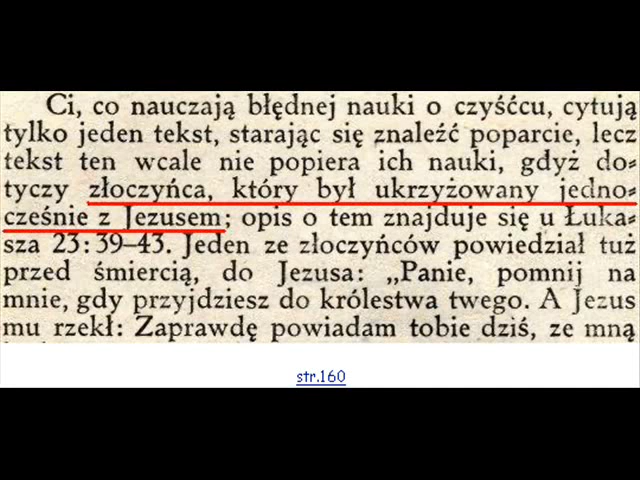 Ci, co nauczają błędnej nauki o czyśćcu, cytują
tylko jeden tekst, starając się znaleźć poparcie, lecz
tekst ten wcale nie popiera ich nauki, gdyż do=
tyczy złoczyńca, który był ukrzyżowany jedno=
cześnie z Jezusem; opis o tem znajduje się u Łuka=
sza 23:39–43. Jeden ze złoczyńców powiedział tuż
przed śmiercią, do Jezusa: „Panie, pomnij na
mnie, gdy przyjdziesz do królestwa twego. A Jezus
mu rzekł: Zaprawdę powiadam tobie dziś, ze mną
str.160